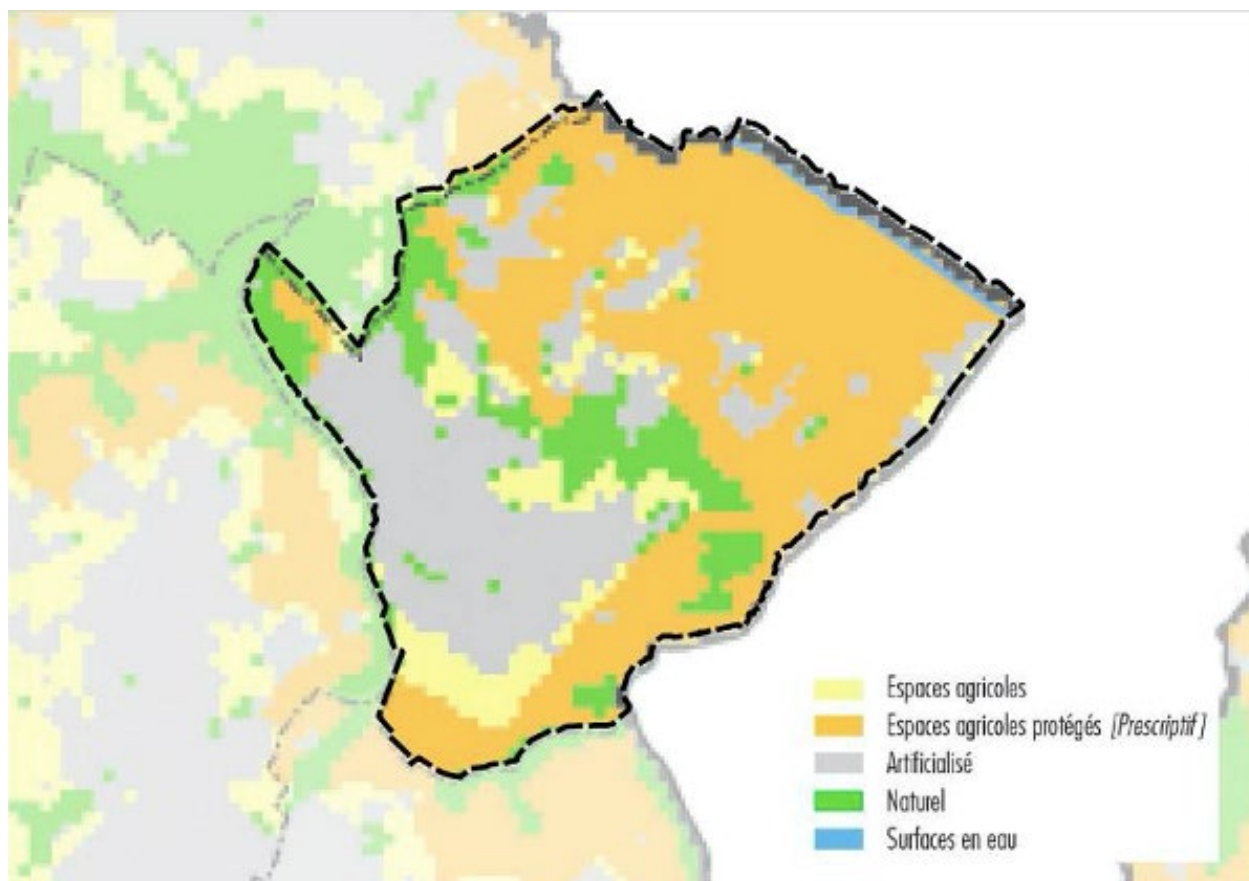 Espaces agricoles
Espaces agricoles protégés [Prescriptif]
Artificialisé
Naturel
Surfaces en eau